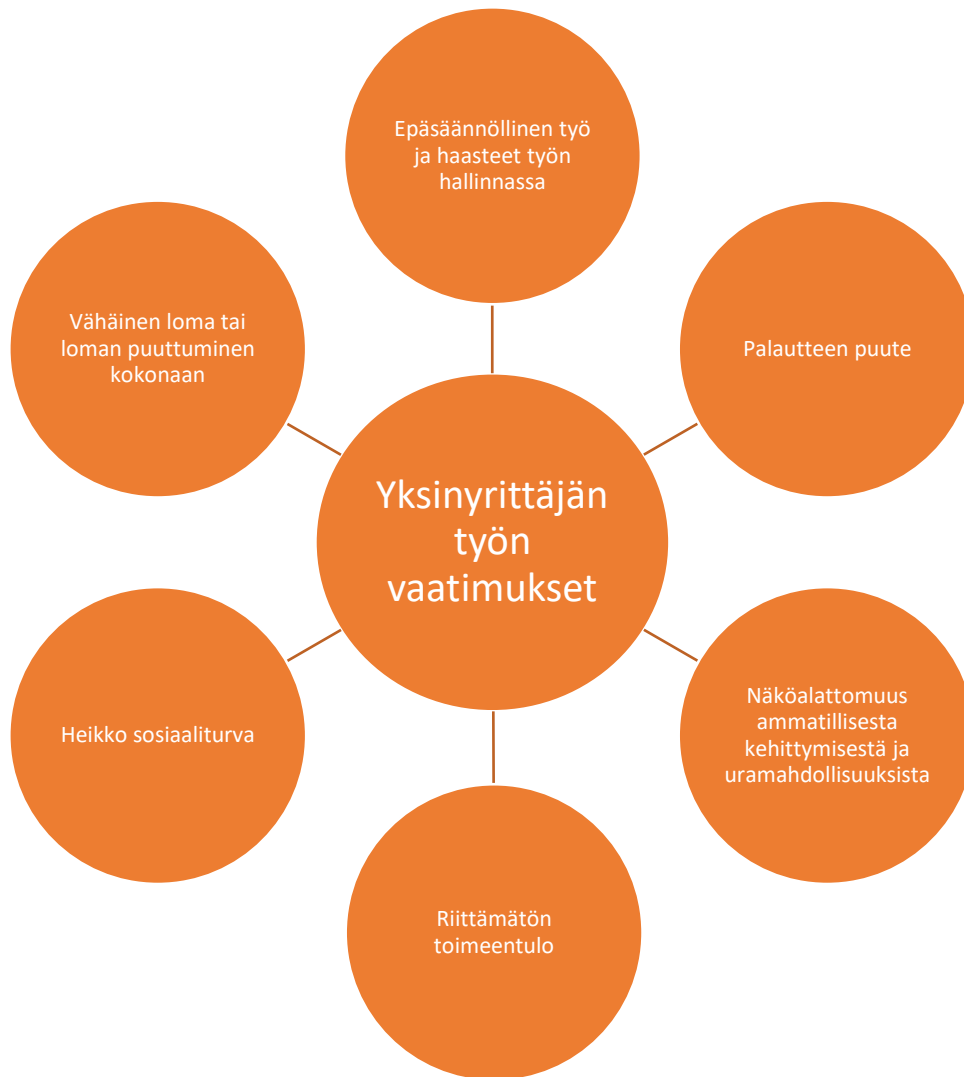 Epäsäännöllinen työ
ja haasteet työn
hallinnassa
Palautteen puute
Näköalattomuus
ammatillisesta
kehittymisestä ja
uramahdollisuuksista
Riittämätön
toimeentulo
Heikko sosiaaliturva
Vähäinen loma tai
loman puuttuminen
kokonaan
Yksinyrittäjän
työn
vaatimukset